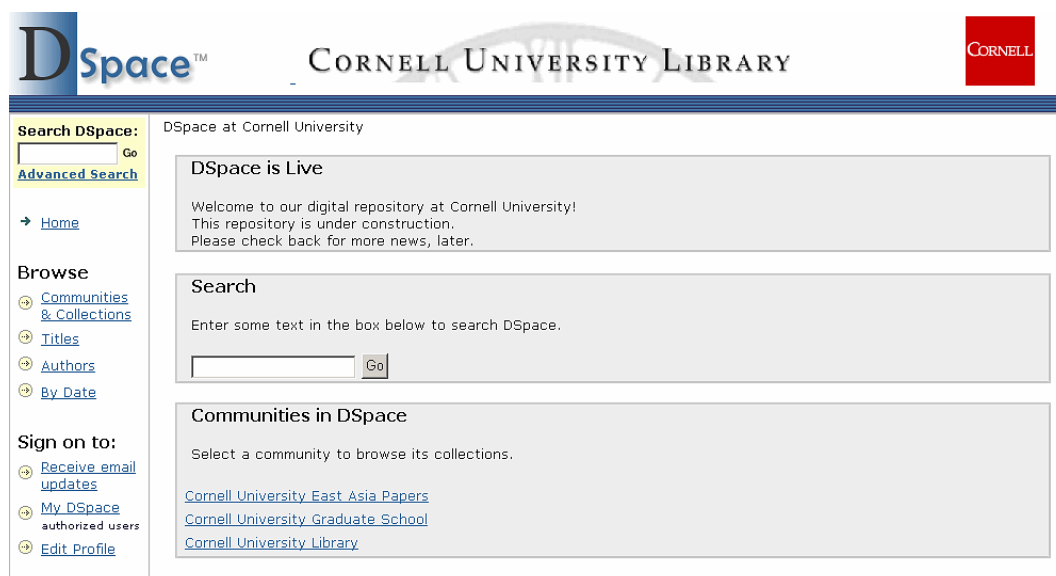 DSpace™
CORNELL UNIVERSITY LIBRARY
CORNELL
Search DSpace:
Go
Advanced Search
Home
Browse
Communities
& Collections
Titles
Authors
By Date
Sign on to:
Receive email
updates
My DSpace
authorized users
Edit Profile
DSpace at Cornell University
DSpace is Live
Welcome to our digital repository at Cornell University!
This repository is under construction.
Please check back for more news, later.
Search
Enter some text in the box below to search DSpace.
Go
Communities in DSpace
Select a community to browse its collections.
Cornell University East Asia Papers
Cornell University Graduate School
Cornell University Library